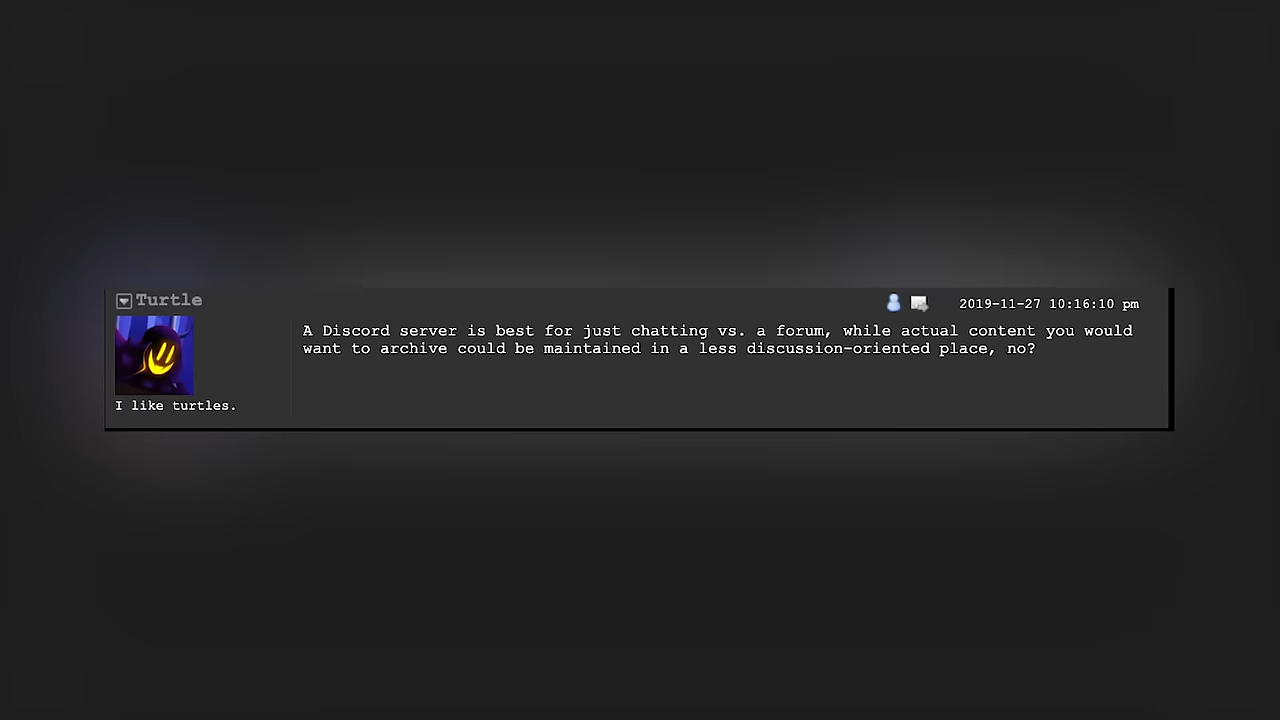 Turtle
2019-11-27 10:16:10 pm
A Discord server is best for just chatting vs. a forum, while actual content you would
want to archive could be maintained in a less discussion-oriented place, no?
I like turtles.